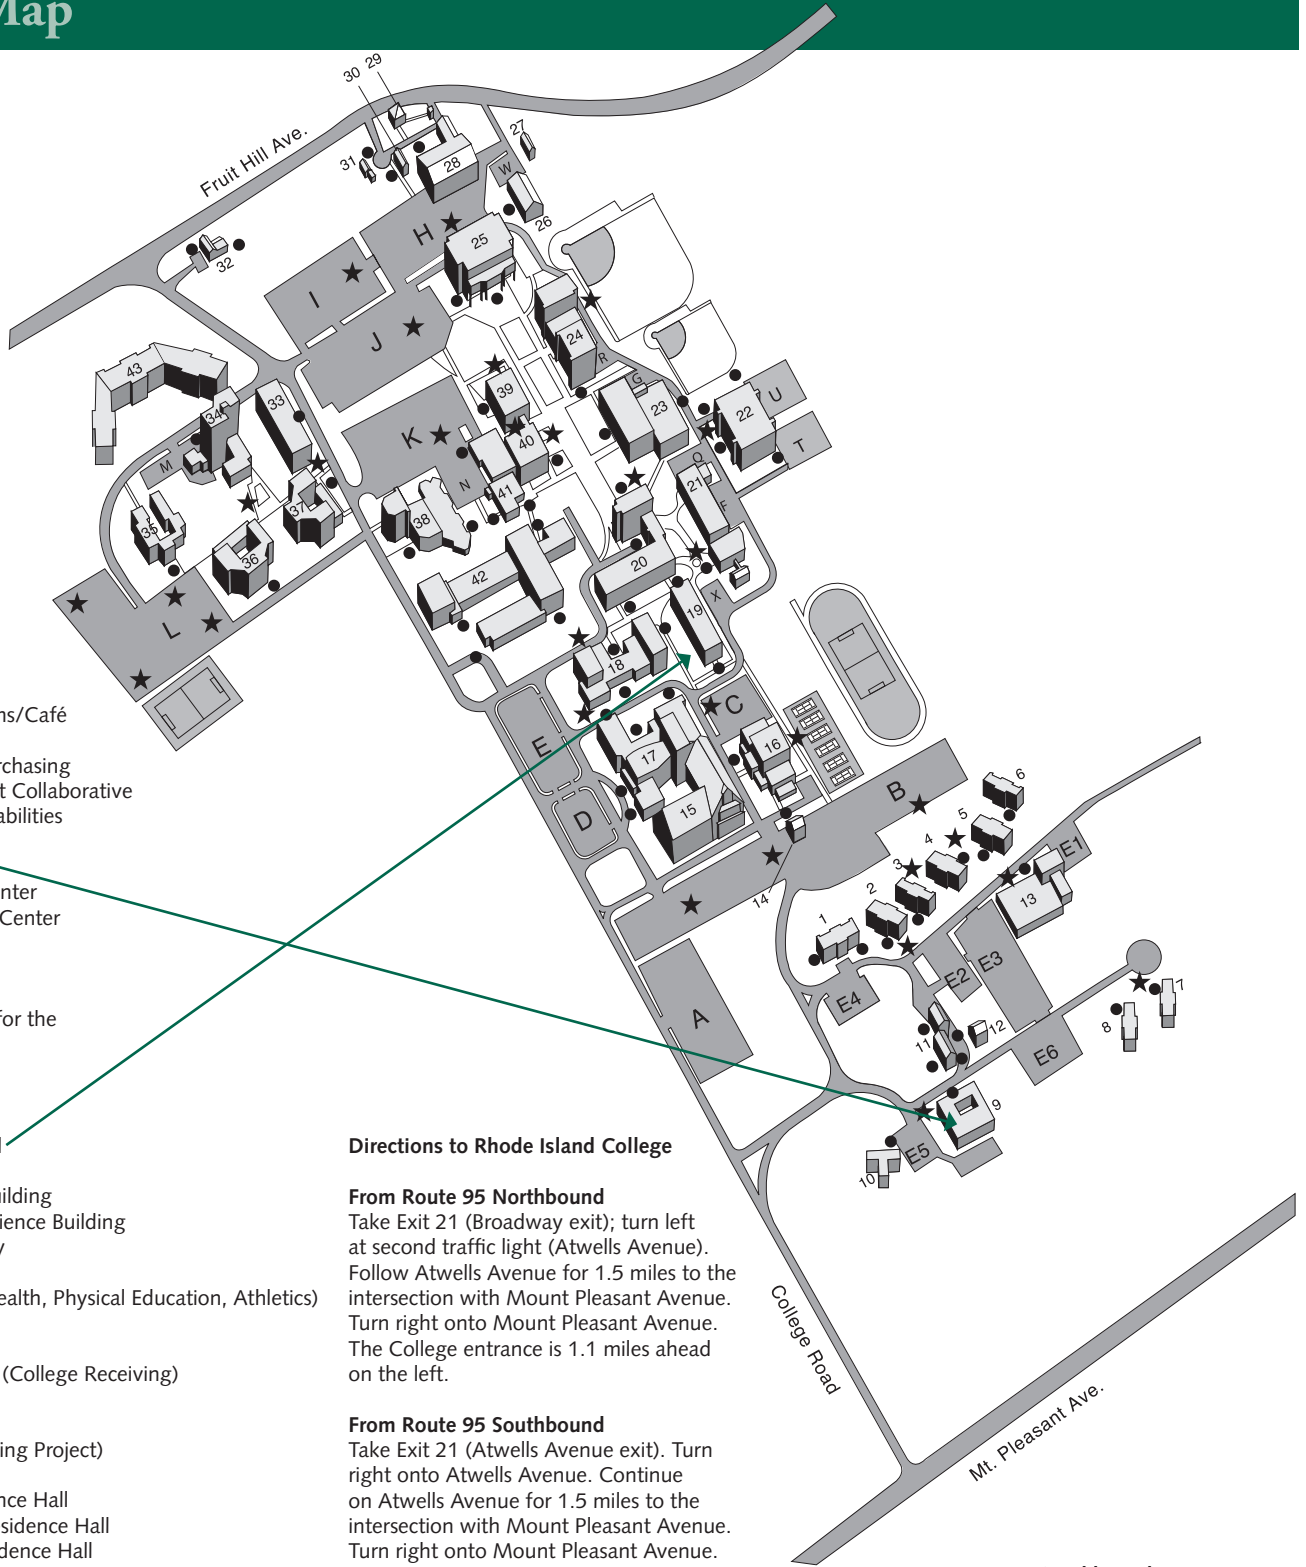 Map
30 29
27
Fruit Hill Ave.
31
28
W
26
H
25
32
I
J
24
R
43
39
G
23
22
U
34
33
K
40
T
M
N
Q
21
41
F
37
38
35
36
20
42
X
19
L
18
C
E
16
17
B
6
D
15
5
4
E1
3
13
2
14
1
E3
E2
A
E4
7
8
12
11
E6
9
E5
10
ns/Café
rchasing
t Collaborative
abilities
nter
Center
for the
uilding
ience Building
y
ealth, Physical Education, Athletics)
(College Receiving)
ing Project)
nce Hall
sidence Hall
dence Hall
Directions to Rhode Island College
From Route 95 Northbound
Take Exit 21 (Broadway exit); turn left
at second traffic light (Atwells Avenue).
Follow Atwells Avenue for 1.5 miles to the
intersection with Mount Pleasant Avenue.
Turn right onto Mount Pleasant Avenue.
The College entrance is 1.1 miles ahead
on the left.
From Route 95 Southbound
Take Exit 21 (Atwells Avenue exit). Turn
right onto Atwells Avenue. Continue
on Atwells Avenue for 1.5 miles to the
intersection with Mount Pleasant Avenue.
Turn right onto Mount Pleasant Avenue.
College Road
Mt. Pleasant Ave.